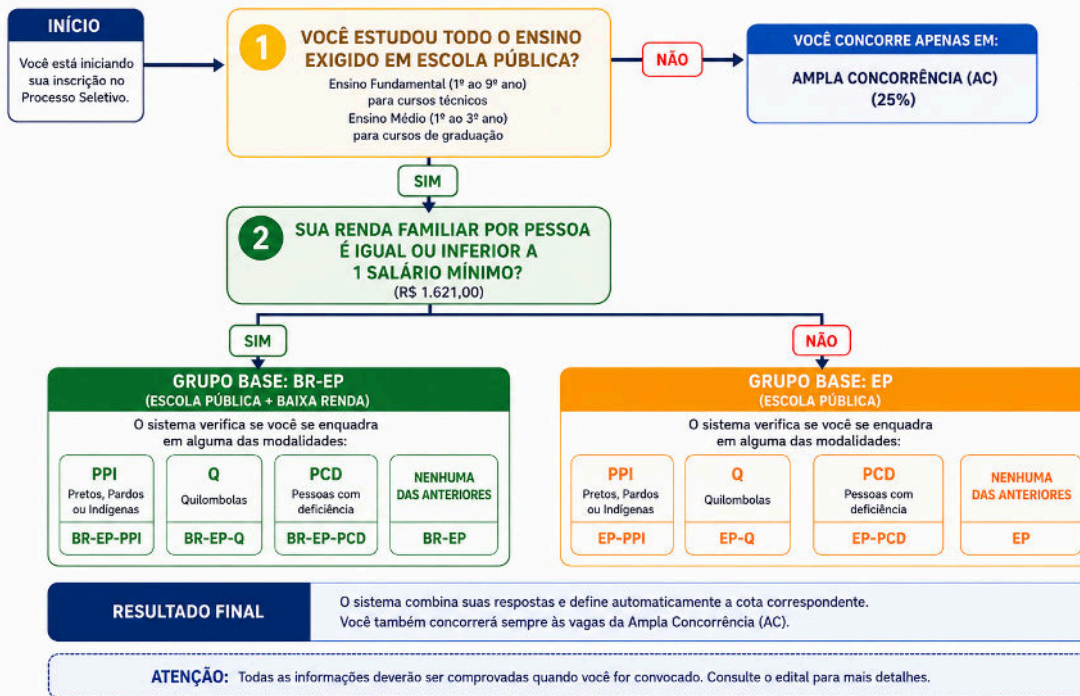 INÍCIO
Você está iniciando
sua inscrição no
Processo Seletivo.
1
VOCÊ ESTUDOU TODO O ENSINO
EXIGIDO EM ESCOLA PÚBLICA?
Ensino Fundamental (1º ao 9º ano)
para cursos técnicos
Ensino Médio (1º ao 3º ano)
para cursos de graduação
NÃO
VOCÊ CONCORRE APENAS EM:
AMPLA CONCORRÊNCIA (AC)
(25%)
SIM
2
SUA RENDA FAMILIAR POR PESSOA
É IGUAL OU INFERIOR A
1 SALÁRIO MÍNIMO?
(R$ 1.621,00)
SIM
NÃO
GRUPO BASE: BR-EP
(ESCOLA PÚBLICA + BAIXA RENDA)
O sistema verifica se você se enquadra
em alguma das modalidades:
PPI
Pretos, Pardos
ou Indígenas
BR-EP-PPI
Q
Quilombolas
BR-EP-Q
PCD
Pessoas com
deficiência
BR-EP-PCD
NENHUMA
DAS ANTERIORES
BR-EP
GRUPO BASE: EP
(ESCOLA PÚBLICA)
O sistema verifica se você se enquadra
em alguma das modalidades:
PPI
Pretos, Pardos
ou Indígenas
EP-PPI
Q
Quilombolas
EP-Q
PCD
Pessoas com
deficiência
EP-PCD
NENHUMA
DAS ANTERIORES
EP
RESULTADO FINAL
O sistema combina suas respostas e define automaticamente a cota correspondente.
Você também concorrerá sempre às vagas da Ampla Concorrência (AC).
ATENÇÃO: Todas as informações deverão ser comprovadas quando você for convocado. Consulte o edital para mais detalhes.